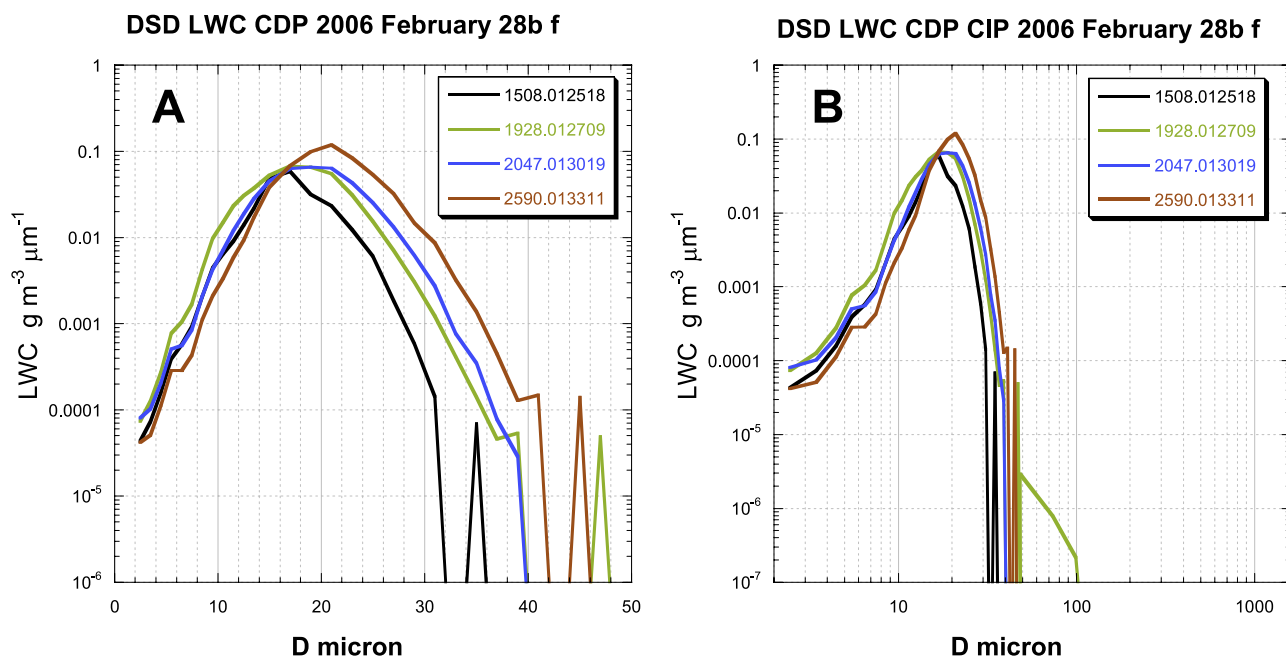 DSD LWC CDP 2006 February 28b f
A
1508.012518
1928.012709
2047.013019
2590.013311
LWC g m⁻³ µm⁻¹
1
0.1
0.01
0.001
0.0001
10⁻⁵
10⁻⁶
0 10 20 30 40 50
D micron
DSD LWC CDP CIP 2006 February 28b f
B
1508.012518
1928.012709
2047.013019
2590.013311
LWC g m⁻³ µm⁻¹
1
0.1
0.01
0.001
0.0001
10⁻⁵
10⁻⁶
10⁻⁷
10 100 1000
D micron